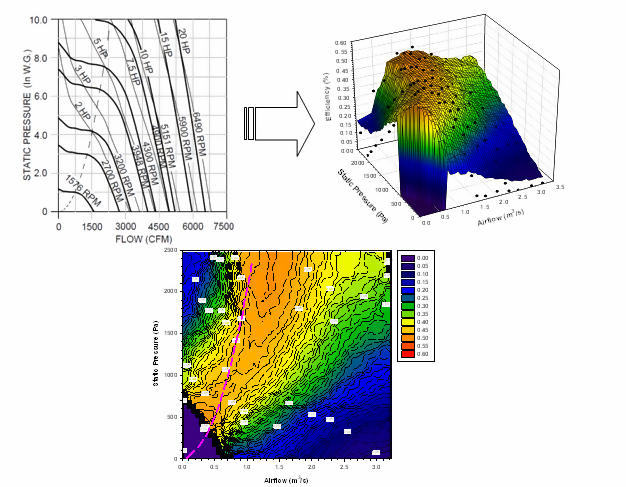 10.0
8.0
6.0
4.0
2.0
0
STATIC PRESSURE (In W.G.)
5 HP
7.5 HP
10 HP
15 HP
20 HP
3 HP
2 HP
1576 RPM
2700 RPM
3200 RPM
4300 RPM
5151 RPM
5900 RPM
6490 RPM
0 1500 3000 4500 6000 7500
FLOW (CFM)
0.60
0.55
0.50
0.45
0.40
0.35
0.30
0.25
0.20
0.15
0.10
0.05
0.00
Efficiency (%)
2000
1500
1000
500
0
Static Pressure (Pa)
0.0 0.5 1.0 1.5 2.0 2.5 3.0 3.5
Airflow (m³/s)
2500
2000
1500
1000
500
0
Static Pressure (Pa)
0.0 0.5 1.0 1.5 2.0 2.5 3.0
Airflow (m³/s)
0.00
0.05
0.10
0.15
0.20
0.25
0.30
0.35
0.40
0.45
0.50
0.55
0.60